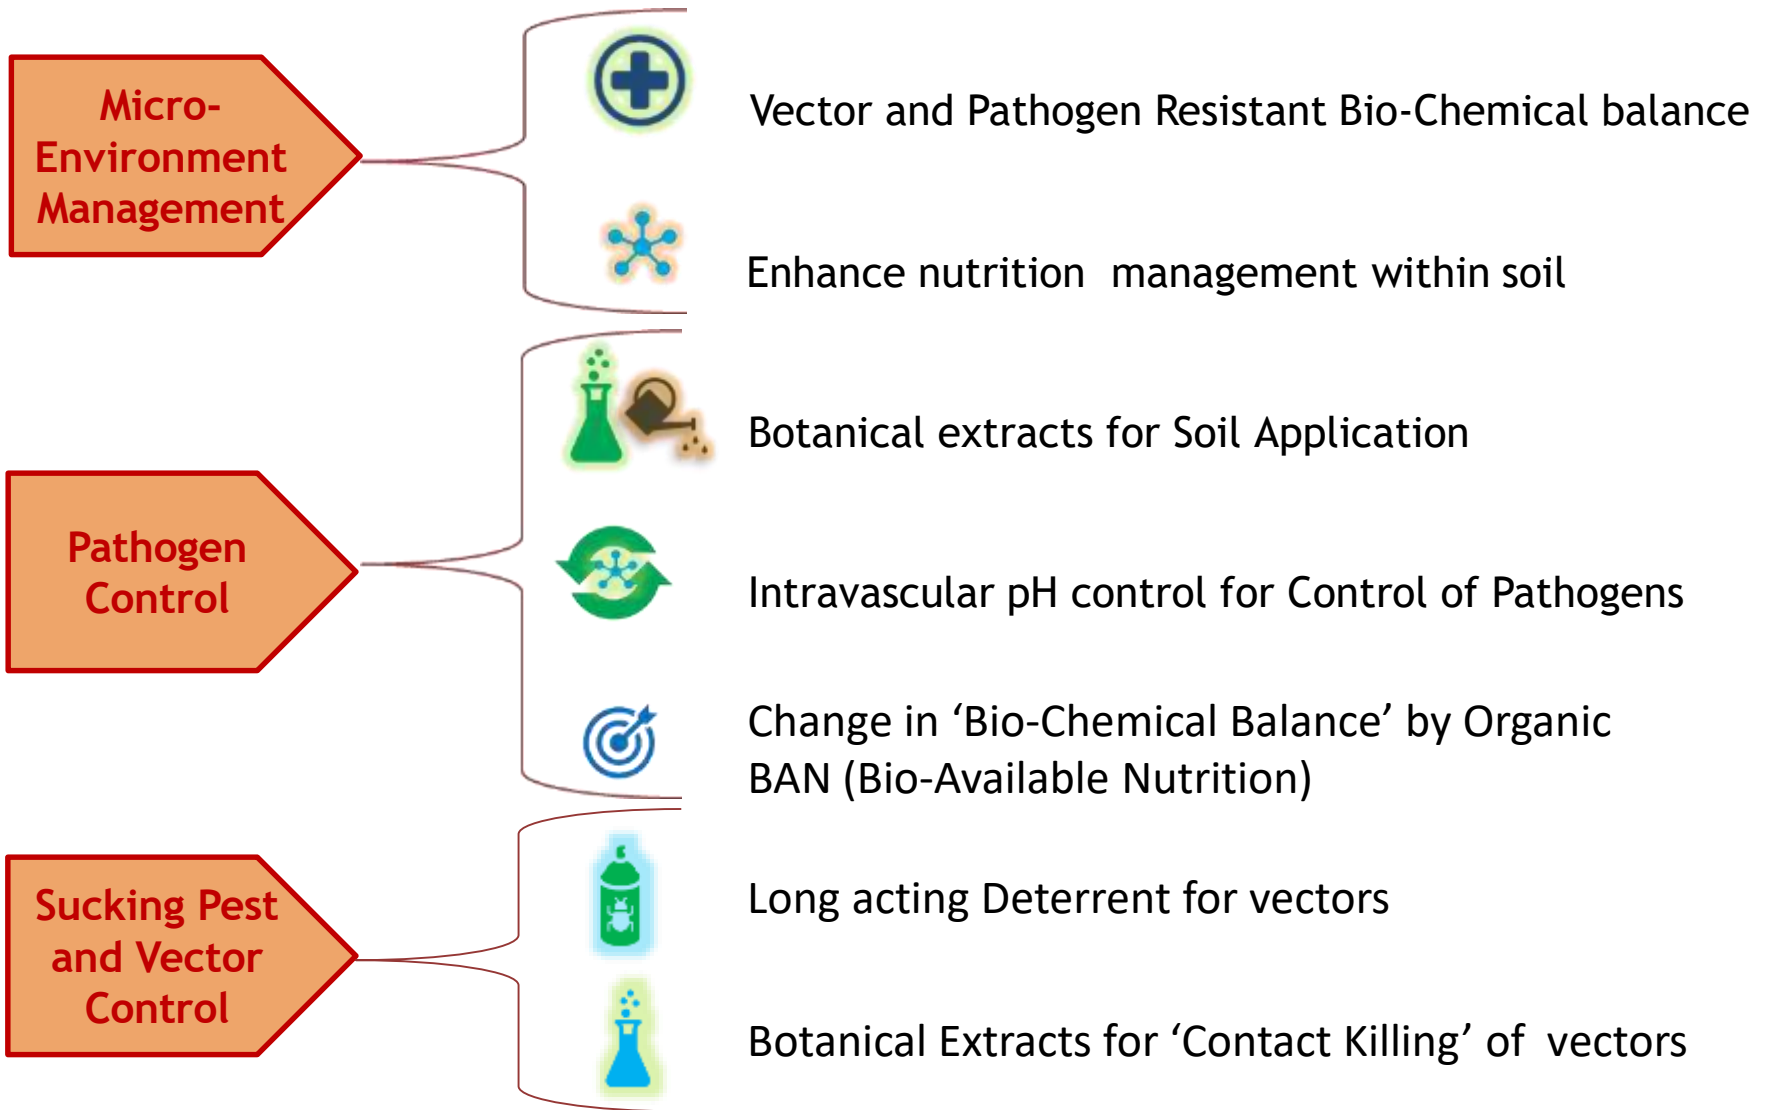 Micro-
Environment
Management
Vector and Pathogen Resistant Bio-Chemical balance
Enhance nutrition  management within soil
Pathogen
Control
Botanical extracts for Soil Application
Intravascular pH control for Control of Pathogens
Change in ‘Bio-Chemical Balance’ by Organic
BAN (Bio-Available Nutrition)
Sucking Pest
and Vector
Control
Long acting Deterrent for vectors
Botanical Extracts for ‘Contact Killing’ of  vectors